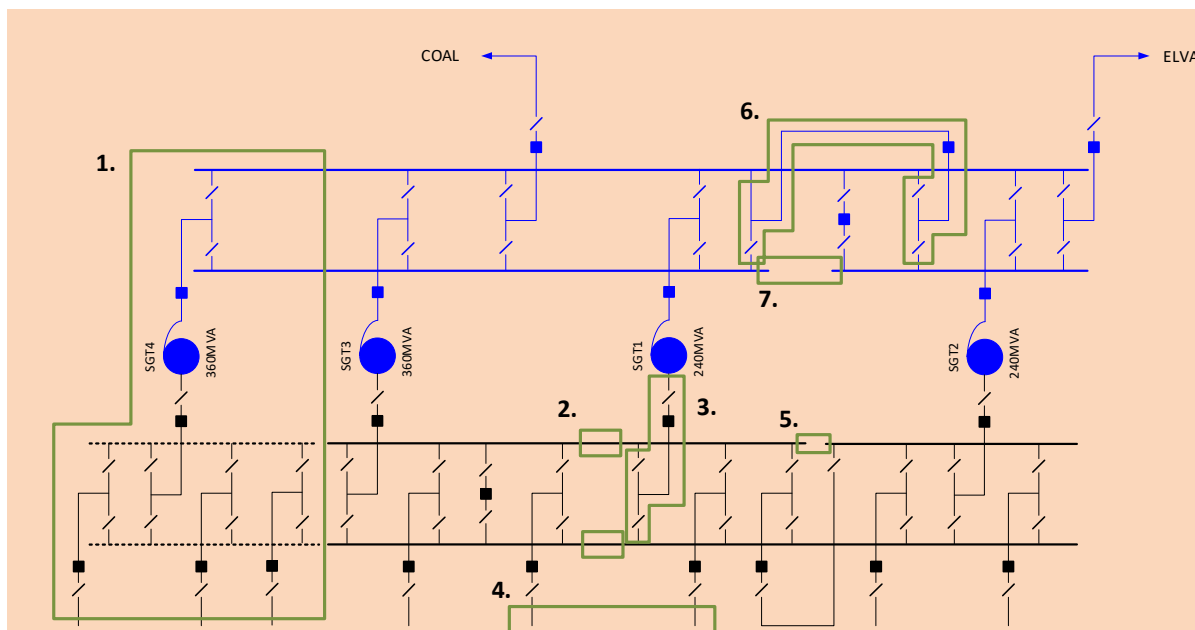 COAL
ELVA
6.
1.
7.
SGT4
360MVA
SGT3
360MVA
SGT1
240MVA
SGT2
240MVA
2.
3.
5.
4.